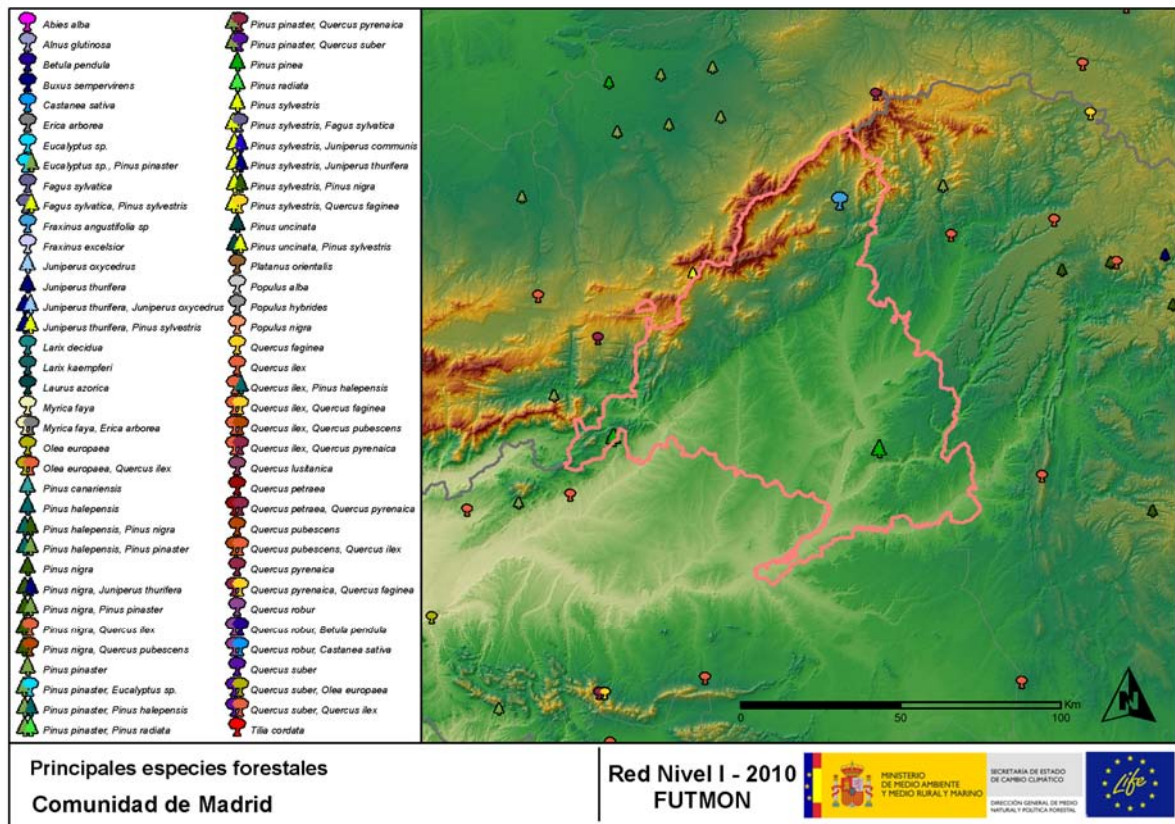 Abies alba
Alnus glutinosa
Betula pendula
Buxus sempervirens
Castanea sativa
Erica arborea
Eucalyptus sp.
Eucalyptus sp., Pinus pinaster
Fagus sylvatica
Fagus sylvatica, Pinus sylvestris
Fraxinus angustifolia sp
Fraxinus excelsior
Juniperus oxycedrus
Juniperus thurifera
Juniperus thurifera, Juniperus oxycedrus
Juniperus thurifera, Pinus sylvestris
Larix decidua
Larix kaempferi
Laurus azorica
Myrica faya
Myrica faya, Erica arborea
Olea europaea
Olea europaea, Quercus ilex
Pinus canariensis
Pinus halepensis
Pinus halepensis, Pinus nigra
Pinus halepensis, Pinus pinaster
Pinus nigra
Pinus nigra, Juniperus thurifera
Pinus nigra, Pinus pinaster
Pinus nigra, Quercus ilex
Pinus nigra, Quercus pubescens
Pinus pinaster
Pinus pinaster, Eucalyptus sp.
Pinus pinaster, Pinus halepensis
Pinus pinaster, Pinus radiata
Pinus pinaster, Quercus pyrenaica
Pinus pinaster, Quercus suber
Pinus pinea
Pinus radiata
Pinus sylvestris
Pinus sylvestris, Fagus sylvatica
Pinus sylvestris, Juniperus communis
Pinus sylvestris, Juniperus thurifera
Pinus sylvestris, Pinus nigra
Pinus sylvestris, Quercus faginea
Pinus uncinata
Pinus uncinata, Pinus sylvestris
Platanus orientalis
Populus alba
Populus hybrides
Populus nigra
Quercus faginea
Quercus ilex
Quercus ilex, Pinus halepensis
Quercus ilex, Quercus faginea
Quercus ilex, Quercus pubescens
Quercus ilex, Quercus pyrenaica
Quercus lusitanica
Quercus petraea
Quercus petraea, Quercus pyrenaica
Quercus pubescens
Quercus pubescens, Quercus ilex
Quercus pyrenaica
Quercus pyrenaica, Quercus faginea
Quercus robur
Quercus robur, Betula pendula
Quercus robur, Castanea sativa
Quercus suber
Quercus suber, Olea europaea
Quercus suber, Quercus ilex
Tilia cordata
Km
0 50 100
N
Principales especies forestales
Comunidad de Madrid
Red Nivel I - 2010
FUTMON
MINISTERIO
DE MEDIO AMBIENTE
Y MEDIO RURAL Y MARINO
SECRETARÍA DE ESTADO
DE CAMBIO CLIMÁTICO
DIRECCIÓN GENERAL DE MEDIO
NATURAL Y POLÍTICA FORESTAL
Life